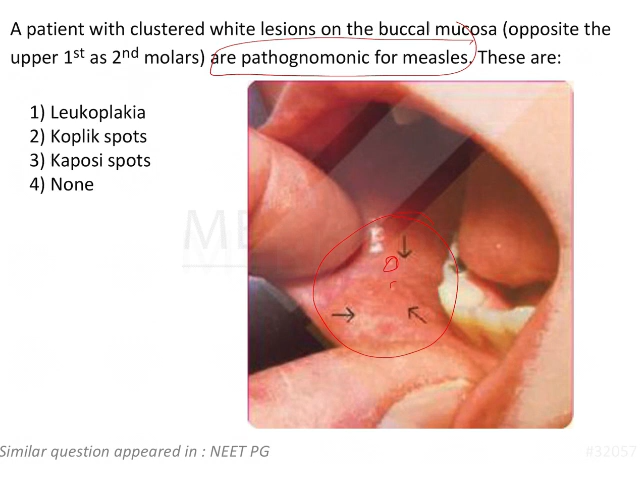 A patient with clustered white lesions on the buccal mucosa (opposite the
upper 1st as 2nd molars) are pathognomonic for measles. These are:
1) Leukoplakia
2) Koplik spots
3) Kaposi spots
4) None
Similar question appeared in : NEET PG
#32057